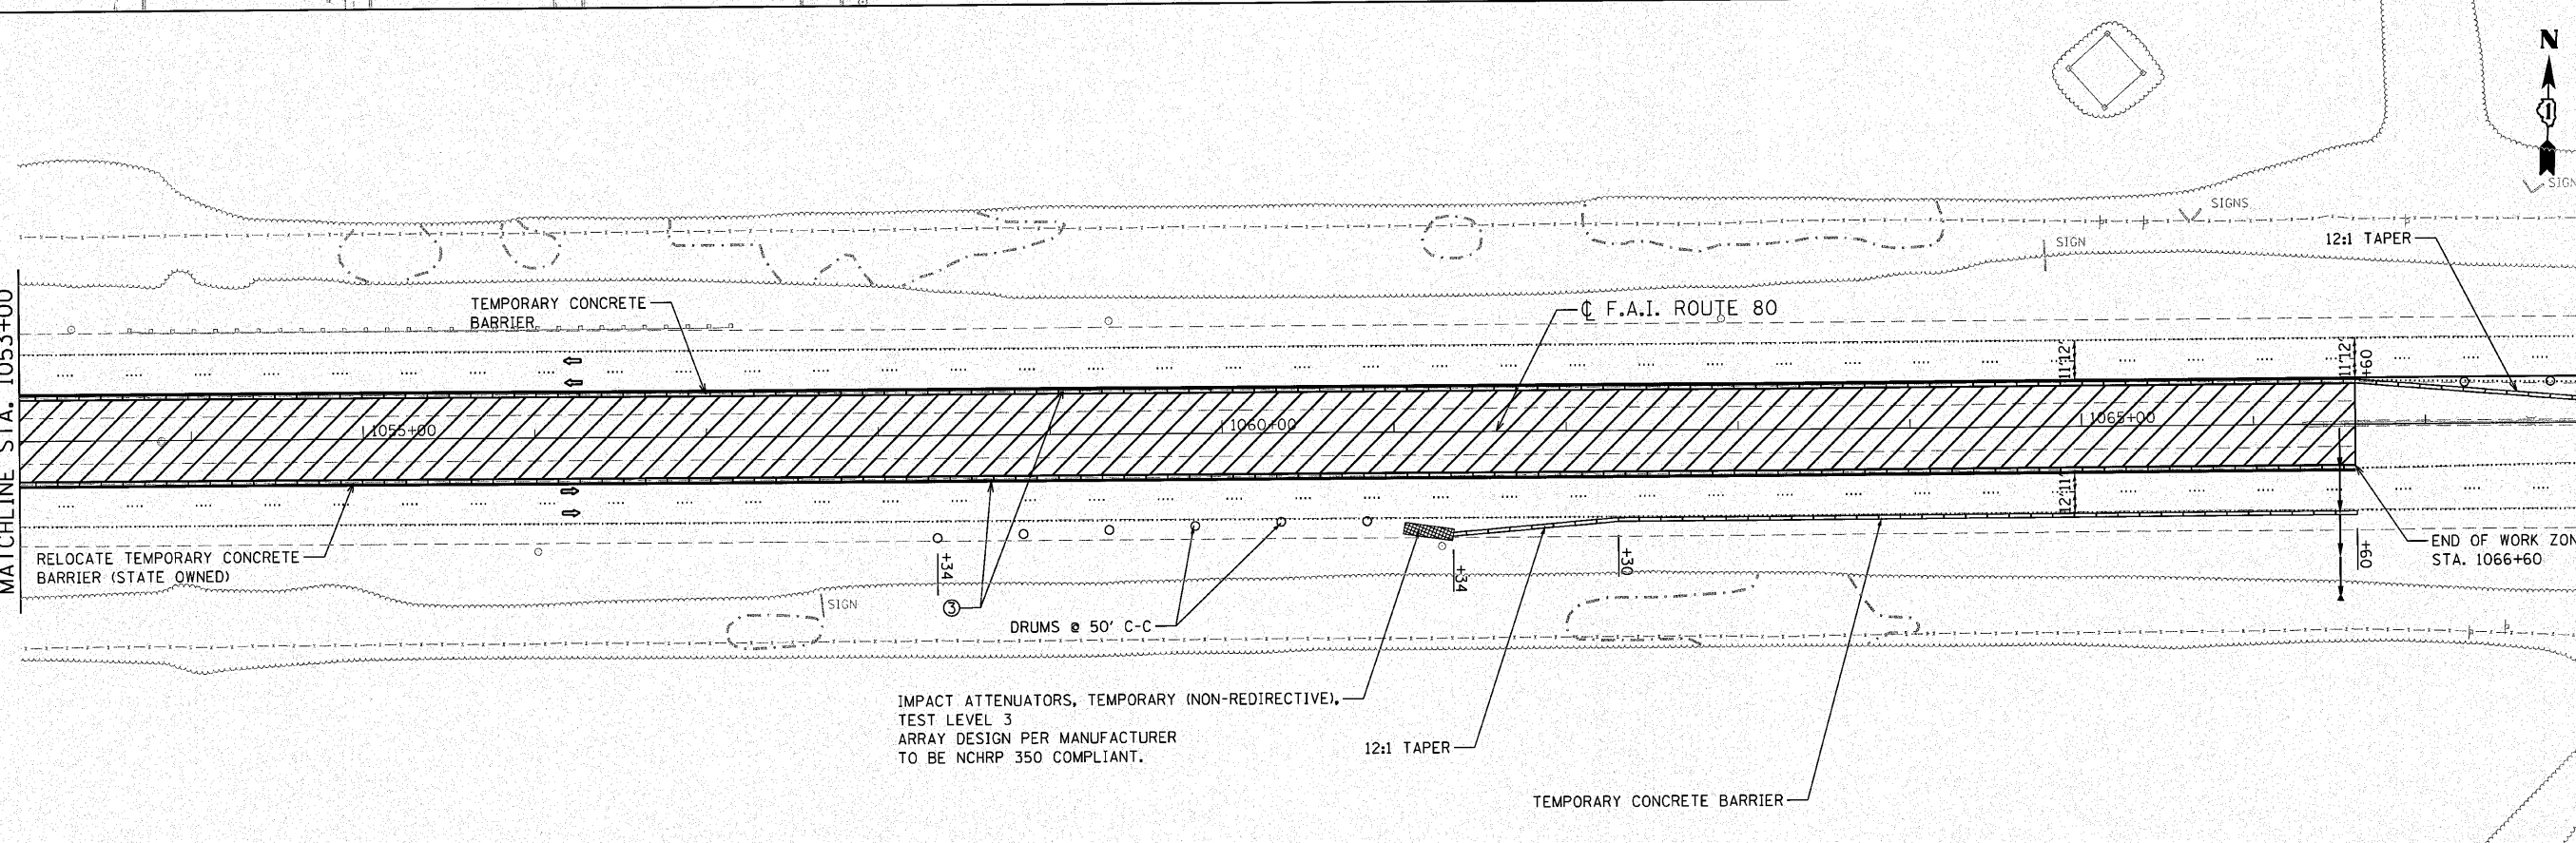 N
1
SIGN
SIGNS
SIGN
12:1 TAPER
TEMPORARY CONCRETE
BARRIER
℄ F.A.I. ROUTE 80
MATCHLINE STA. 1053+00
11' 12'
11' 12'
+60
1055+00
1060+00
1065+00
12' 11'
RELOCATE TEMPORARY CONCRETE
BARRIER (STATE OWNED)
+34
+34
+30
+60
END OF WORK ZON
STA. 1066+60
3
SIGN
DRUMS @ 50' C-C
IMPACT ATTENUATORS, TEMPORARY (NON-REDIRECTIVE),
TEST LEVEL 3
ARRAY DESIGN PER MANUFACTURER
TO BE NCHRP 350 COMPLIANT.
12:1 TAPER
TEMPORARY CONCRETE BARRIER